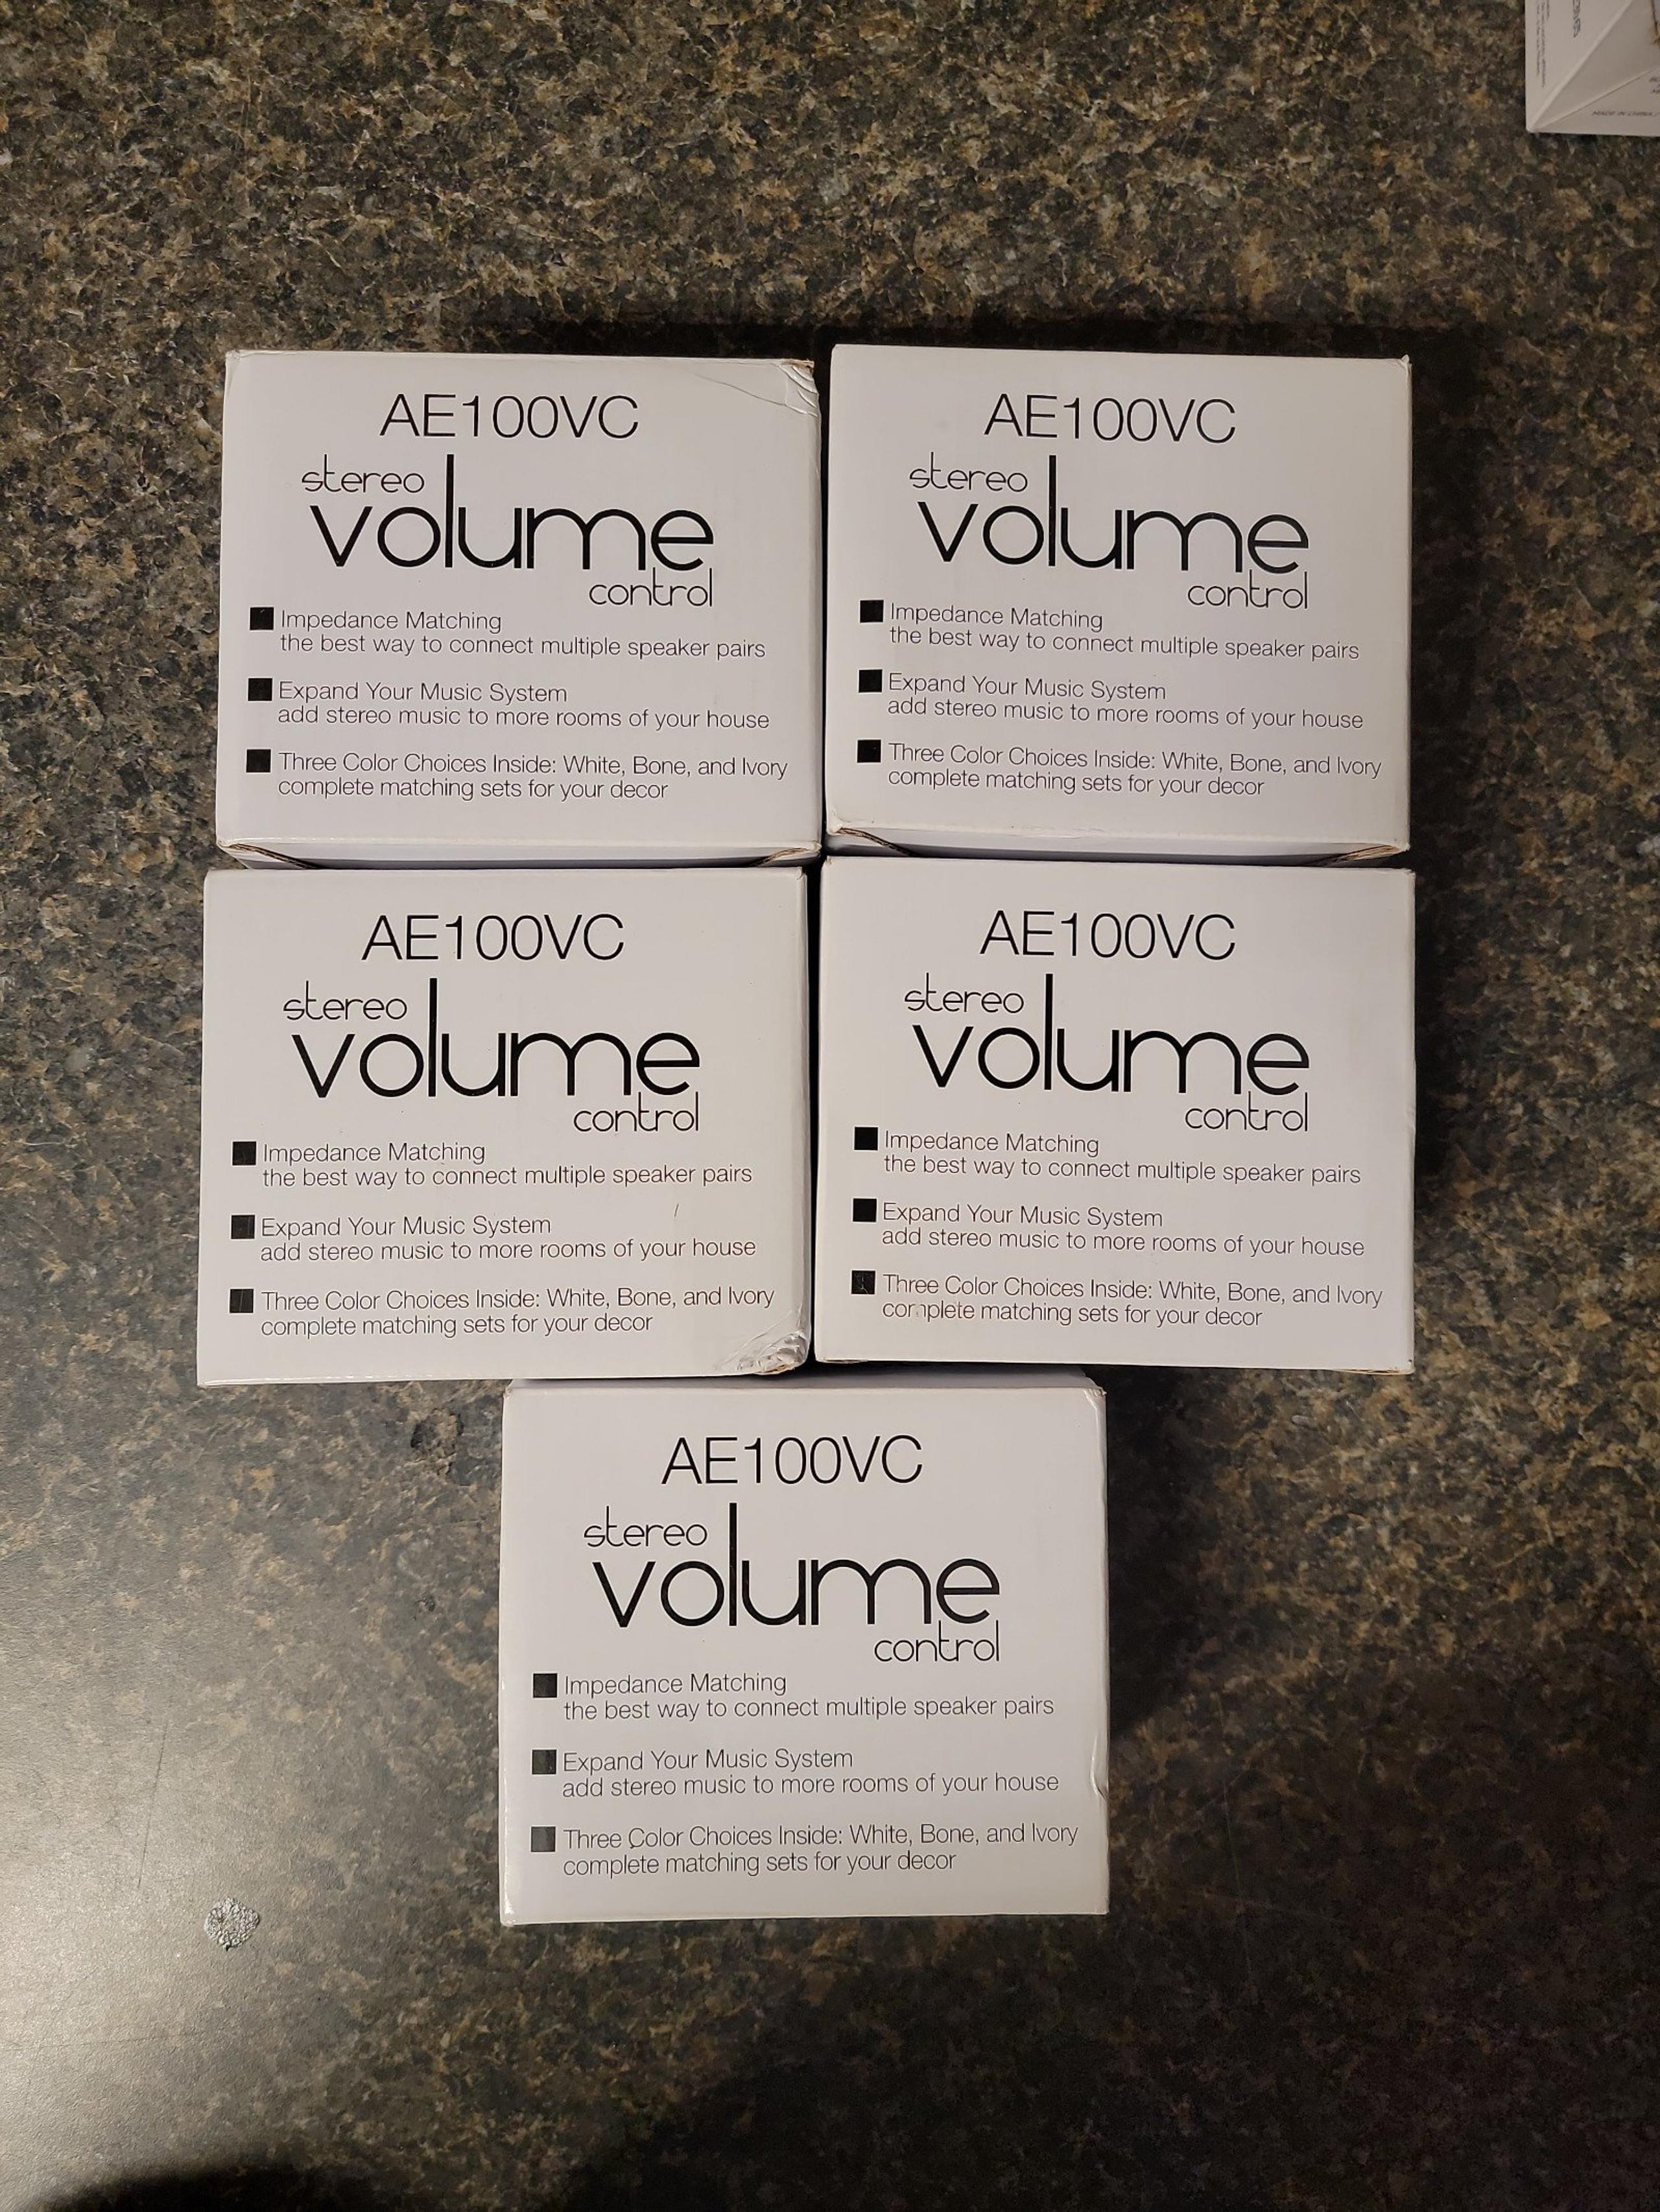 AE100VC
stereo
volume
control
Impedance Matching
the best way to connect multiple speaker pairs
Expand Your Music System
add stereo music to more rooms of your house
Three Color Choices Inside: White, Bone, and Ivory
complete matching sets for your decor
AE100VC
stereo
volume
control
Impedance Matching
the best way to connect multiple speaker pairs
Expand Your Music System
add stereo music to more rooms of your house
Three Color Choices Inside: White, Bone, and Ivory
complete matching sets for your decor
AE100VC
stereo
volume
control
Impedance Matching
the best way to connect multiple speaker pairs
Expand Your Music System
add stereo music to more rooms of your house
Three Color Choices Inside: White, Bone, and Ivory
complete matching sets for your decor
AE100VC
stereo
volume
control
Impedance Matching
the best way to connect multiple speaker pairs
Expand Your Music System
add stereo music to more rooms of your house
Three Color Choices Inside: White, Bone, and Ivory
complete matching sets for your decor
AE100VC
stereo
volume
control
Impedance Matching
the best way to connect multiple speaker pairs
Expand Your Music System
add stereo music to more rooms of your house
Three Color Choices Inside: White, Bone, and Ivory
complete matching sets for your decor
MADE IN CHINA